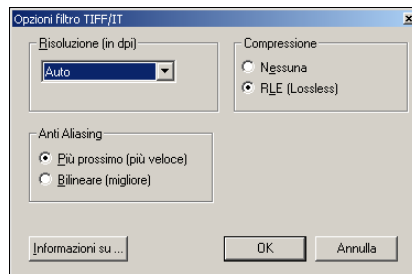 Opzioni filtro TIFF/IT
Risoluzione (in dpi)
Auto
Compressione
Nessuna
RLE (Lossless)
Anti Aliasing
Più prossimo (più veloce)
Bilineare (migliore)
Informazioni su ...
OK
Annulla